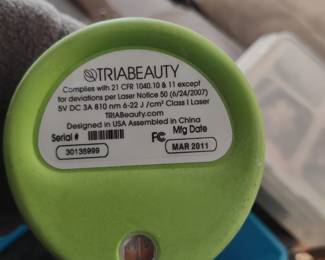 TRIABEAUTY
Complies with 21 CFR 1040.10 & 11 except
for deviations per Laser Notice 50 (6/24/2007)
5V DC 3A 810 nm 6-22 J /cm² Class I Laser
TRIABeauty.com
Designed in USA Assembled in China
Serial # FC Mfg Date
30135999 MAR 2011